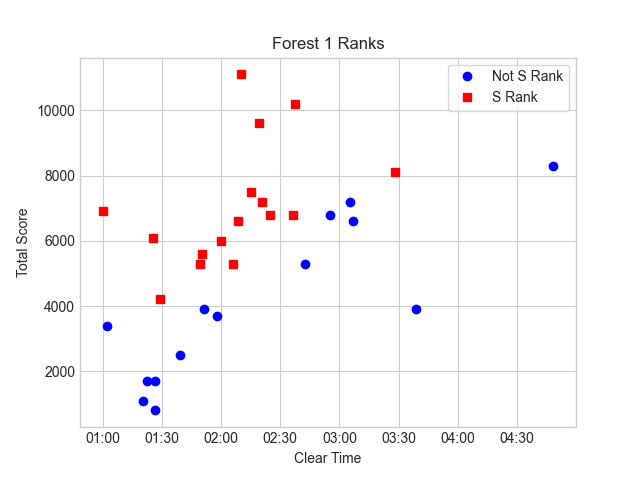 Forest 1 Ranks
Not S Rank
S Rank
Total Score
10000
8000
6000
4000
2000
01:00 01:30 02:00 02:30 03:00 03:30 04:00 04:30
Clear Time